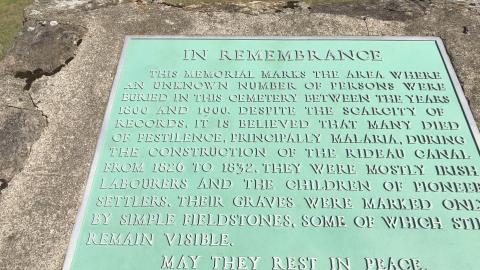 IN REMEMBRANCE
THIS MEMORIAL MARKS THE AREA WHERE
AN UNKNOWN NUMBER OF PERSONS WERE
BURIED IN THIS CEMETERY BETWEEN THE YEARS
1800 AND 1900. DESPITE THE SCARCITY OF
RECORDS, IT IS BELIEVED THAT MANY DIED
OF PESTILENCE, PRINCIPALLY MALARIA, DURING
THE CONSTRUCTION OF THE RIDEAU CANAL
FROM 1826 TO 1832. THEY WERE MOSTLY IRISH
LABOURERS AND THE CHILDREN OF PIONEER
SETTLERS. THEIR GRAVES WERE MARKED ONLY
BY SIMPLE FIELDSTONES, SOME OF WHICH STIL
REMAIN VISIBLE.
MAY THEY REST IN PEACE.